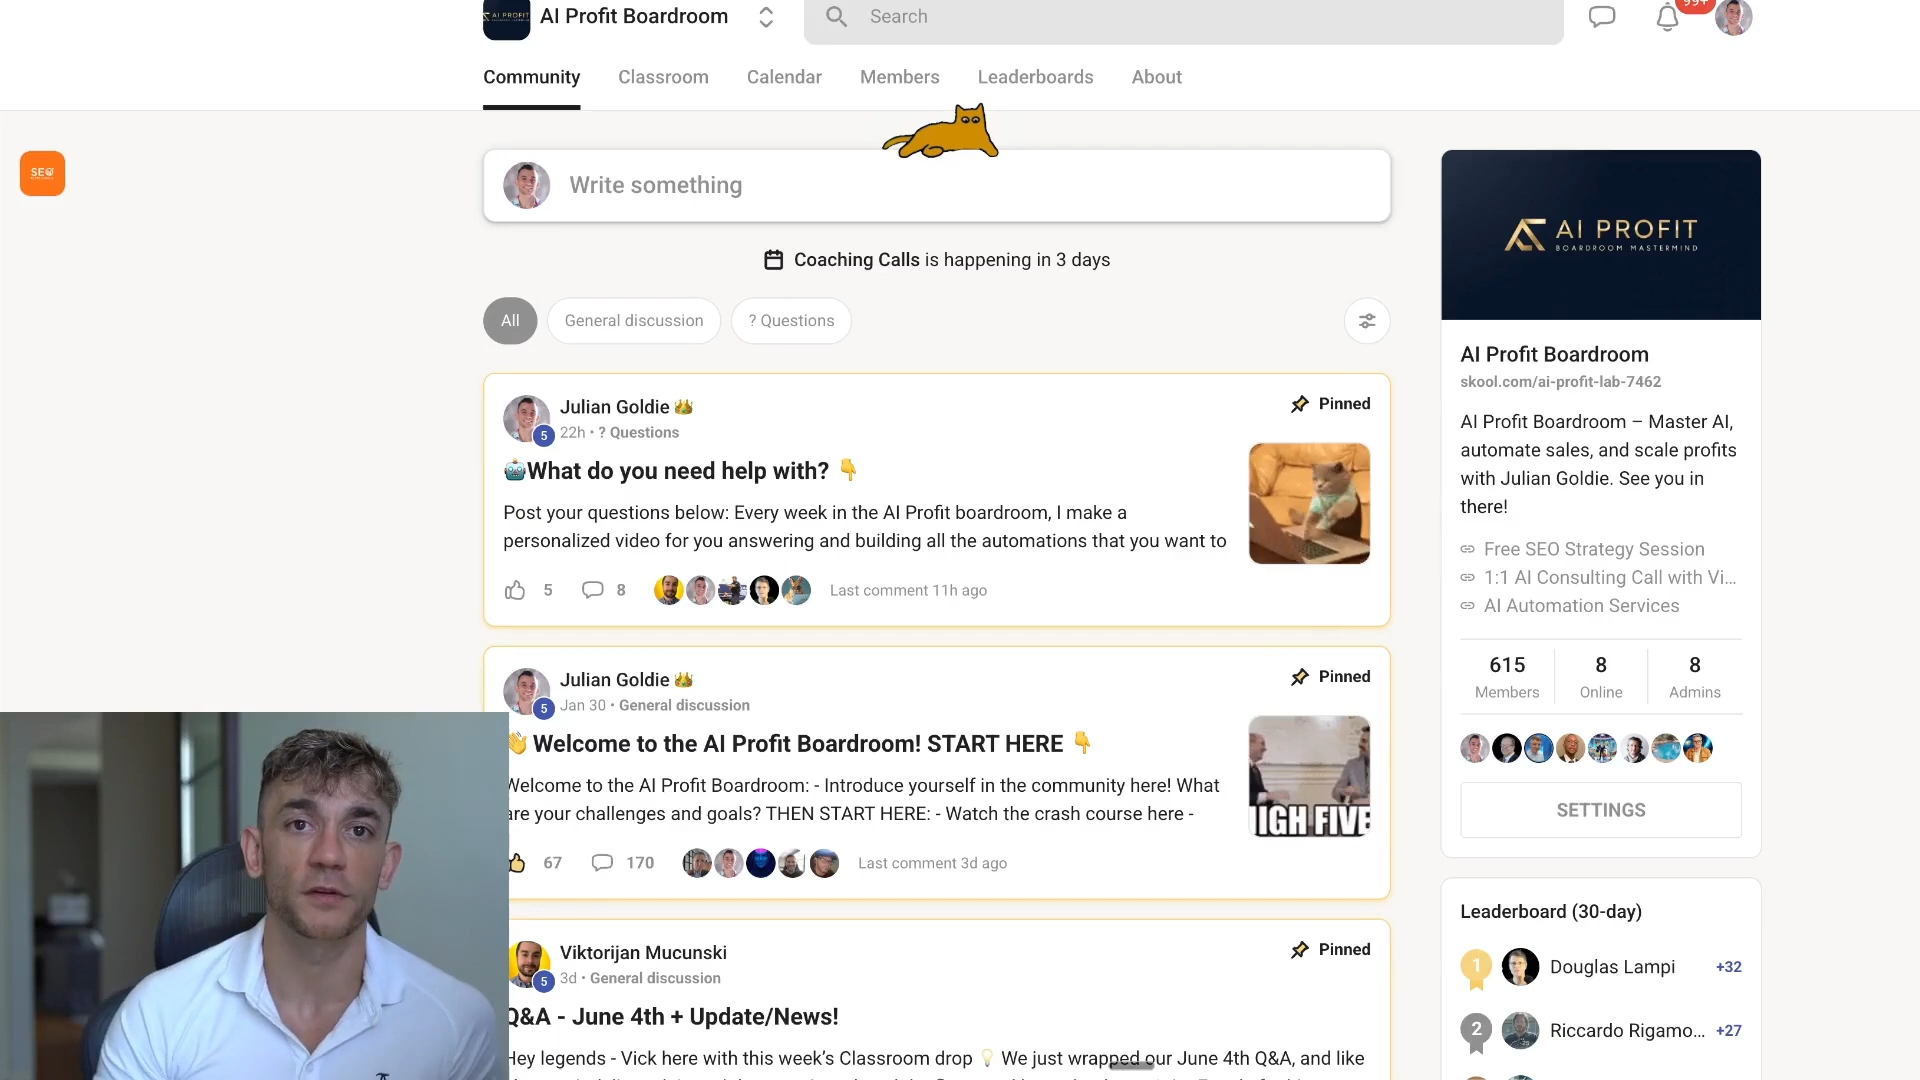 AI Profit Boardroom
Search
99+
Community Classroom Calendar Members Leaderboards About
SEO
Write something
Coaching Calls is happening in 3 days
All General discussion ? Questions
Julian Goldie
Pinned
5 22h • ? Questions
What do you need help with?
Post your questions below: Every week in the AI Profit boardroom, I make a
personalized video for you answering and building all the automations that you want to
5 8 Last comment 11h ago
Julian Goldie
Pinned
5 Jan 30 • General discussion
Welcome to the AI Profit Boardroom! START HERE
Welcome to the AI Profit Boardroom: - Introduce yourself in the community here! What
are your challenges and goals? THEN START HERE: - Watch the crash course here -
HIGH FIVE
67 170 Last comment 3d ago
Viktorijan Mucunski
Pinned
5 3d • General discussion
Q&A - June 4th + Update/News!
Hey legends - Vick here with this week’s Classroom drop We just wrapped our June 4th Q&A, and like
AI PROFIT
BOARDROOM MASTERMIND
AI Profit Boardroom
skool.com/ai-profit-lab-7462
AI Profit Boardroom – Master AI,
automate sales, and scale profits
with Julian Goldie. See you in
there!
Free SEO Strategy Session
1:1 AI Consulting Call with Vi...
AI Automation Services
615 8 8
Members Online Admins
SETTINGS
Leaderboard (30-day)
1 Douglas Lampi +32
2 Riccardo Rigamo... +27